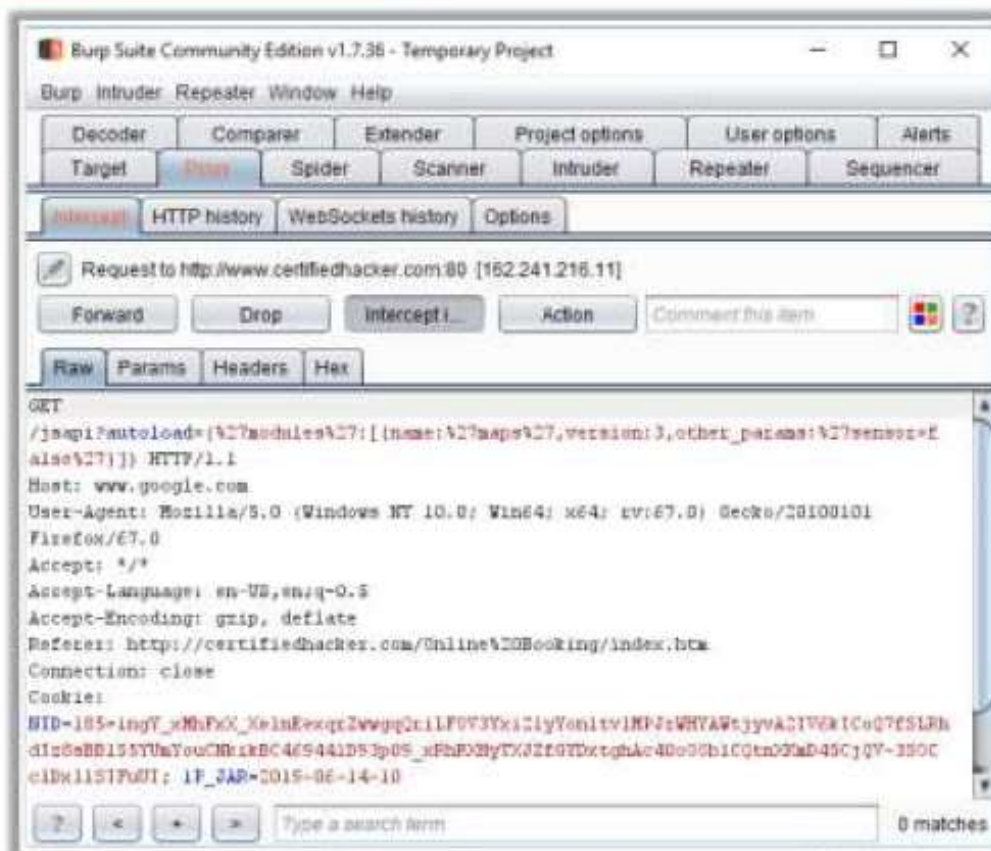 Burp Suite Community Edition v1.7.36 - Temporary Project
Burp Intruder Repeater Window Help
Decoder Comparer Extender Project options User options Alerts
Target Proxy Spider Scanner Intruder Repeater Sequencer
Intercept HTTP history WebSockets history Options
Request to http://www.certifiedhacker.com:80 [162.241.216.11]
Forward Drop Intercept i... Action Comment this item ?
Raw Params Headers Hex
GET
/jsapi?autoload={%27modules%27:[{name:%27maps%27,version:3,other_params:%27sensor=f
alse%27}]} HTTP/1.1
Host: www.google.com
User-Agent: Mozilla/5.0 (Windows NT 10.0; Win64; x64; rv:67.0) Gecko/20100101
Firefox/67.0
Accept: */*
Accept-Language: en-US,en;q=0.5
Accept-Encoding: gzip, deflate
Referer: http://certifiedhacker.com/Online%20Booking/index.htm
Connection: close
Cookie:
? < + > Type a search term 0 matches